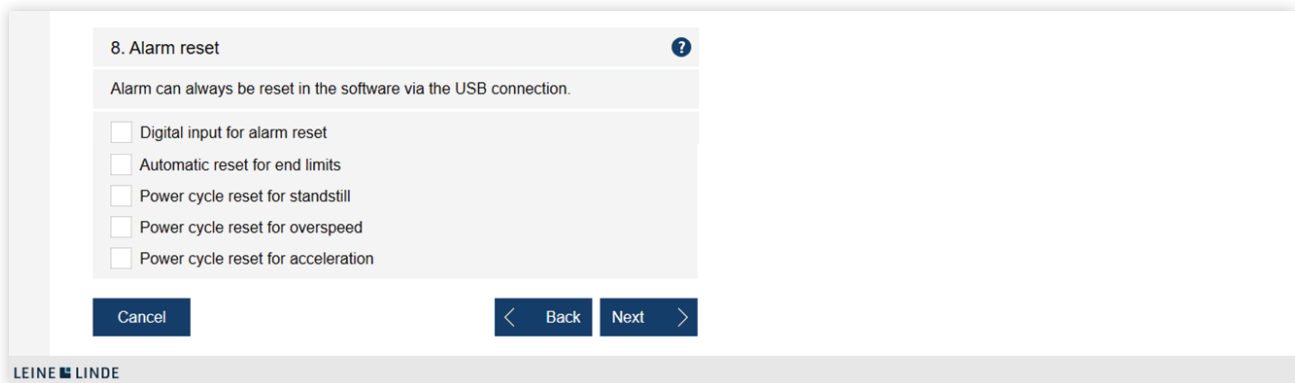 8. Alarm reset
?
Alarm can always be reset in the software via the USB connection.
Digital input for alarm reset
Automatic reset for end limits
Power cycle reset for standstill
Power cycle reset for overspeed
Power cycle reset for acceleration
Cancel
Back
Next
LEINE LINDE